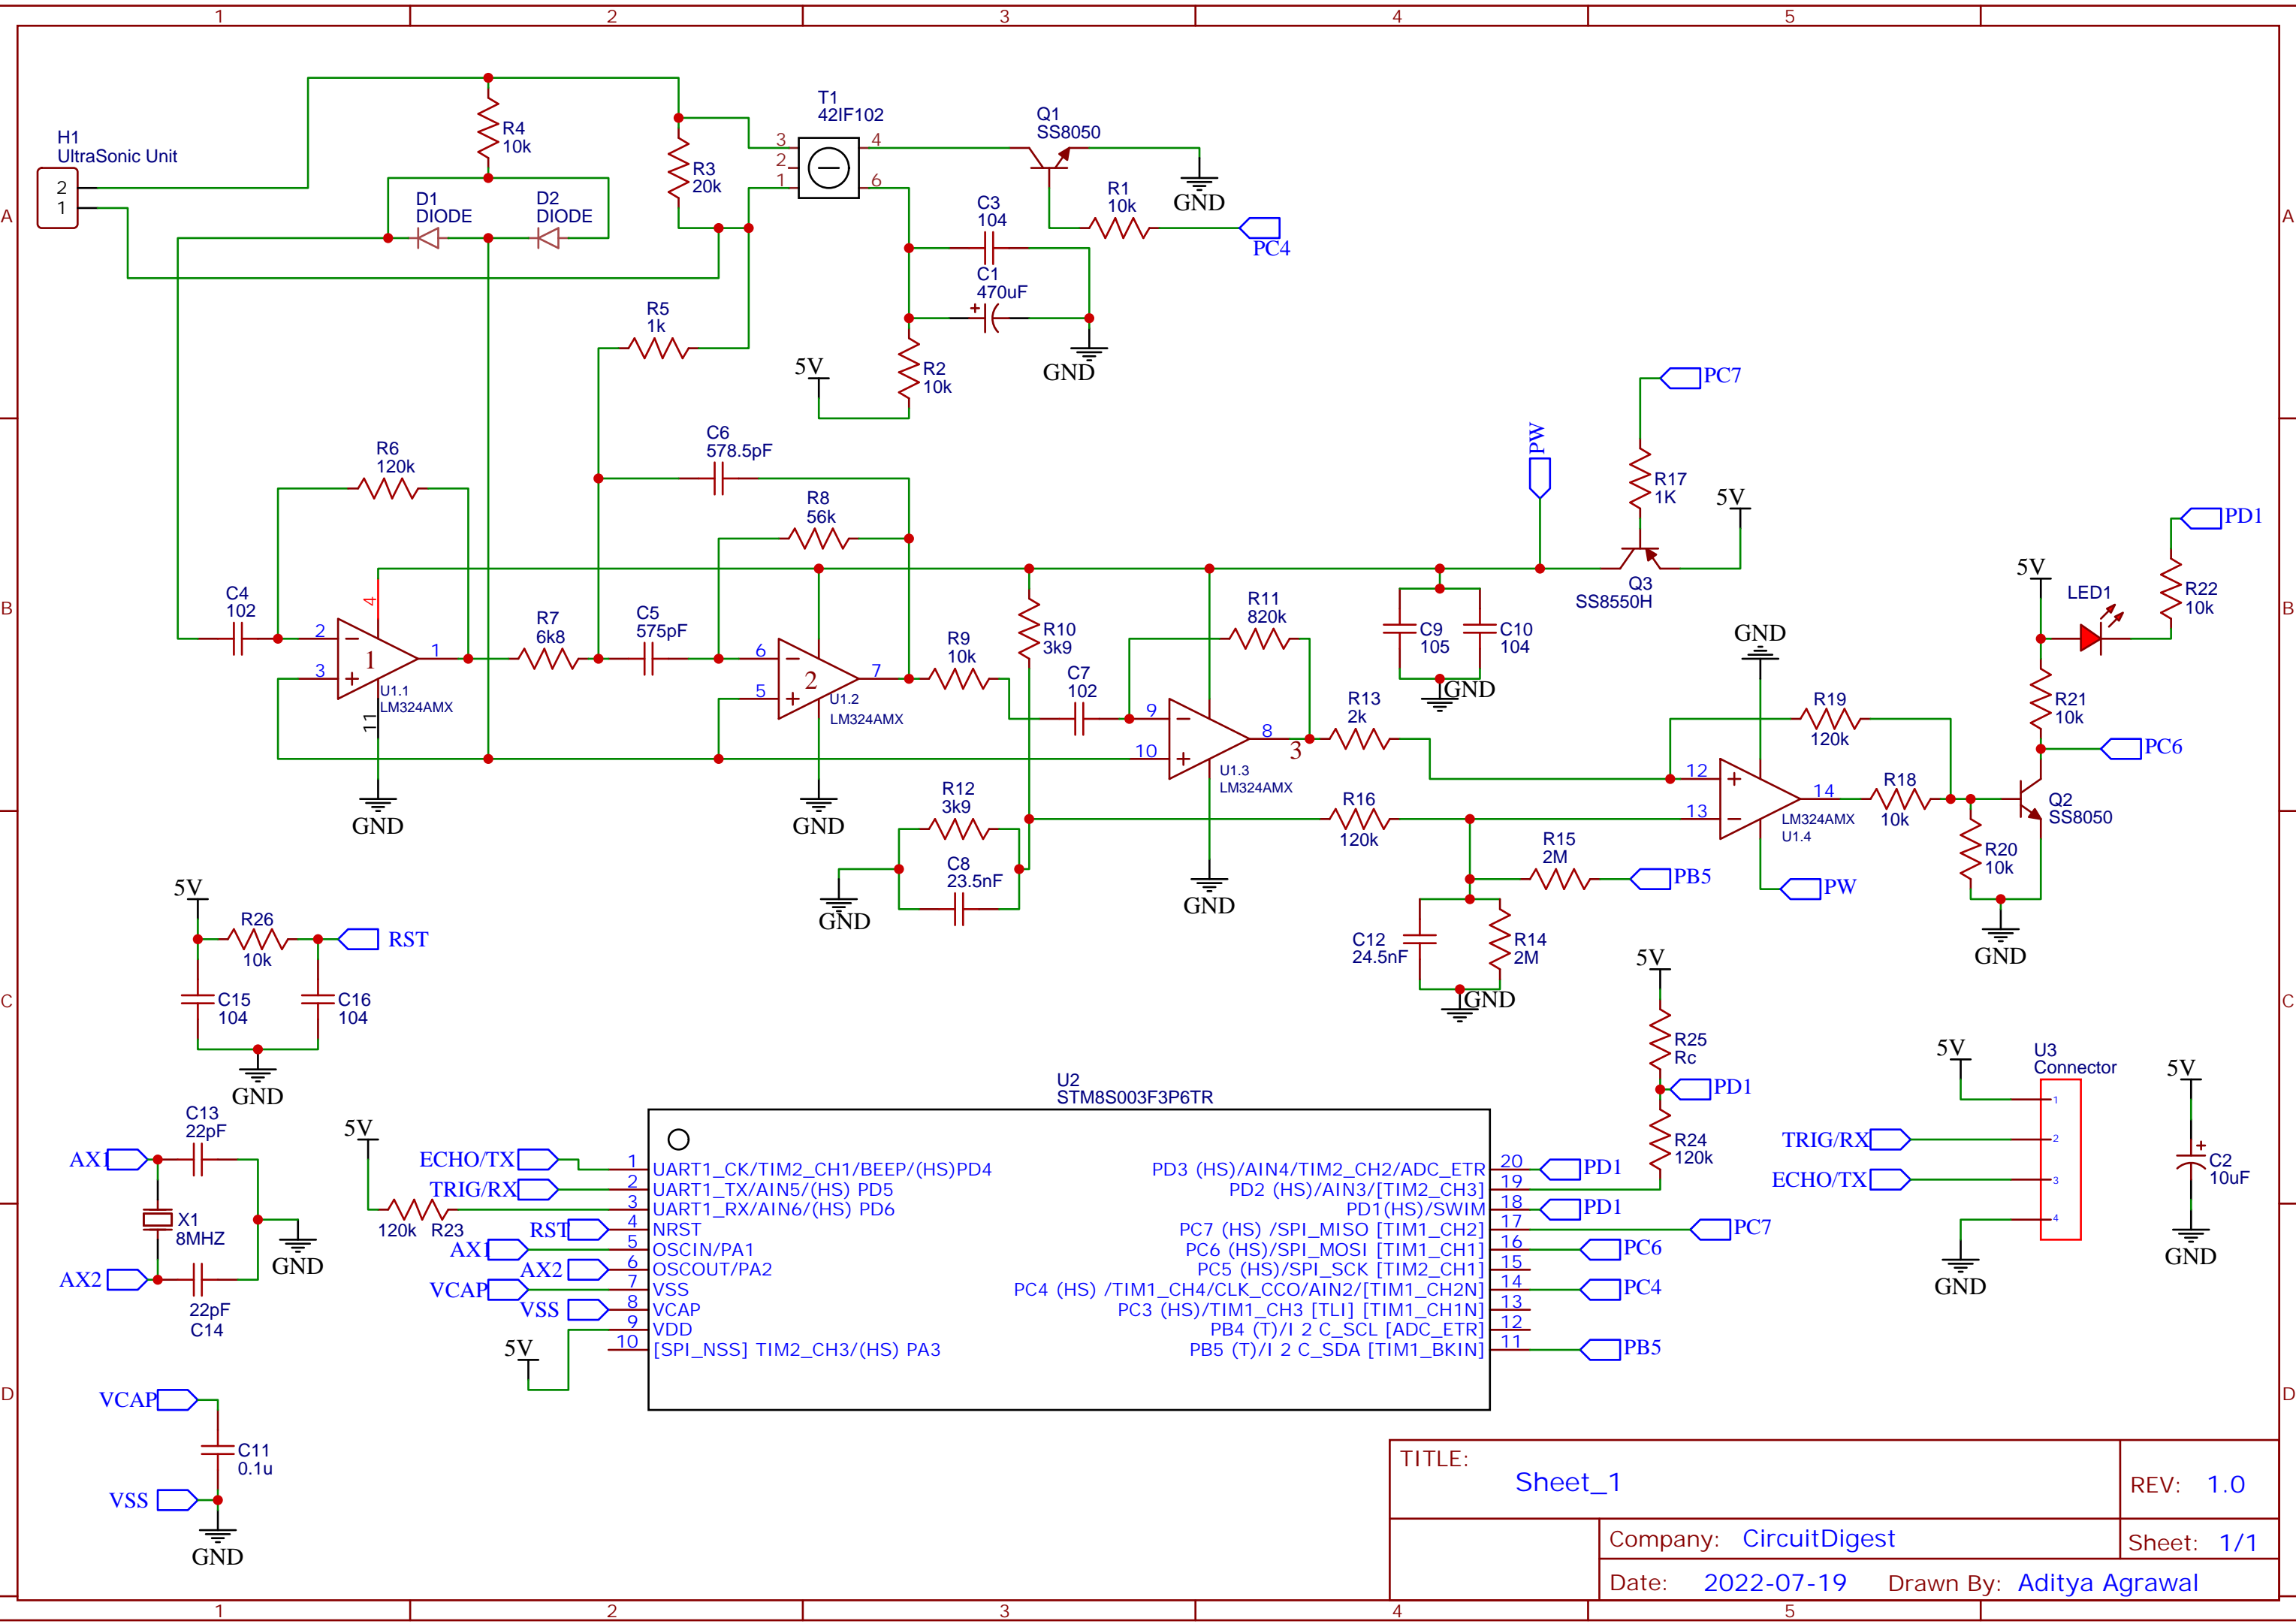 1 2 3 4 5
A
B
C
D
A
B
C
D
1 2 3 4 5
H1
UltraSonic Unit
2
1
R4
10k
D1
DIODE
D2
DIODE
R3
20k
T1
42IF102
3
2
1
4
6
Q1
SS8050
R1
10k
GND
PC4
C3
104
C1
470uF
GND
R2
10k
5V
R5
1k
R6
120k
C6
578.5pF
R8
56k
C4
102
2
3
4
11
1
1
U1.1
LM324AMX
GND
R7
6k8
C5
575pF
6
5
2
7
U1.2
LM324AMX
GND
R9
10k
R10
3k9
C7
102
R11
820k
9
10
8
3
U1.3
LM324AMX
GND
R12
3k9
C8
23.5nF
GND
R13
2k
R16
120k
C9
105
C10
104
GND
PW
PC7
R17
1K
5V
Q3
SS8550H
GND
R19
120k
12
13
14
LM324AMX
U1.4
PW
R18
10k
R15
2M
PB5
C12
24.5nF
R14
2M
GND
5V
LED1
PD1
R22
10k
R21
10k
PC6
Q2
SS8050
R20
10k
GND
5V
R26
10k
RST
C15
104
C16
104
GND
C13
22pF
AX1
X1
8MHZ
GND
AX2
22pF
C14
VCAP
C11
0.1u
VSS
GND
5V
120k R23
U2
STM8S003F3P6TR
ECHO/TX 1 UART1_CK/TIM2_CH1/BEEP/(HS)PD4
TRIG/RX 2 UART1_TX/AIN5/(HS) PD5
3 UART1_RX/AIN6/(HS) PD6
RST 4 NRST
AX1 5 OSCIN/PA1
AX2 6 OSCOUT/PA2
VCAP 7 VSS
VSS 8 VCAP
9 VDD
10 [SPI_NSS] TIM2_CH3/(HS) PA3
5V
PD3 (HS)/AIN4/TIM2_CH2/ADC_ETR 20 PD1
PD2 (HS)/AIN3/[TIM2_CH3] 19
PD1(HS)/SWIM 18 PD1
PC7 (HS) /SPI_MISO [TIM1_CH2] 17 PC7
PC6 (HS)/SPI_MOSI [TIM1_CH1] 16 PC6
PC5 (HS)/SPI_SCK [TIM2_CH1] 15
PC4 (HS) /TIM1_CH4/CLK_CCO/AIN2/[TIM1_CH2N] 14 PC4
PC3 (HS)/TIM1_CH3 [TLI] [TIM1_CH1N] 13
PB4 (T)/I 2 C_SCL [ADC_ETR] 12
PB5 (T)/I 2 C_SDA [TIM1_BKIN] 11 PB5
5V
R25
Rc
PD1
R24
120k
5V
U3
Connector
1
TRIG/RX 2
ECHO/TX 3
4
GND
5V
C2
10uF
GND
TITLE:
Sheet_1
REV: 1.0
Company: CircuitDigest
Sheet: 1/1
Date: 2022-07-19 Drawn By: Aditya Agrawal